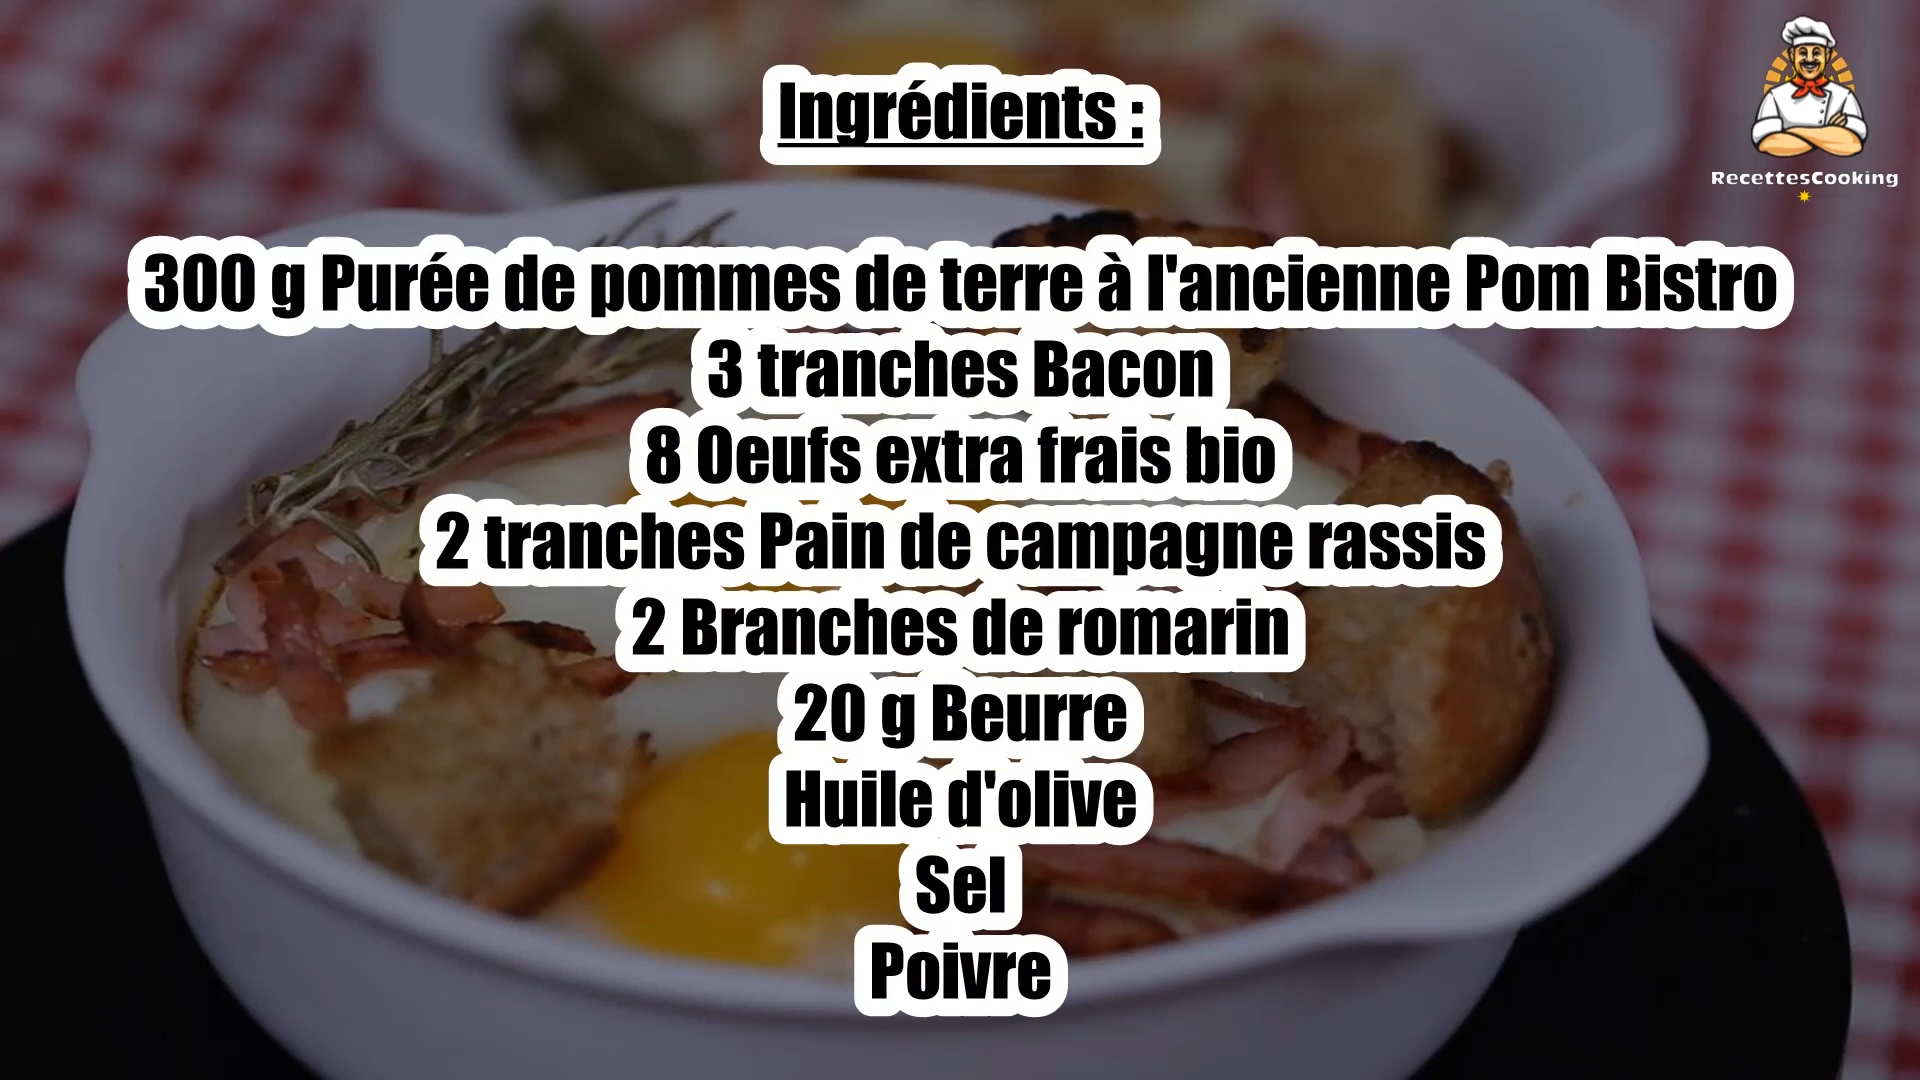 Ingrédients :
RecettesCooking
300 g Purée de pommes de terre à l'ancienne Pom Bistro
3 tranches Bacon
8 Oeufs extra frais bio
2 tranches Pain de campagne rassis
2 Branches de romarin
20 g Beurre
Huile d'olive
Sel
Poivre